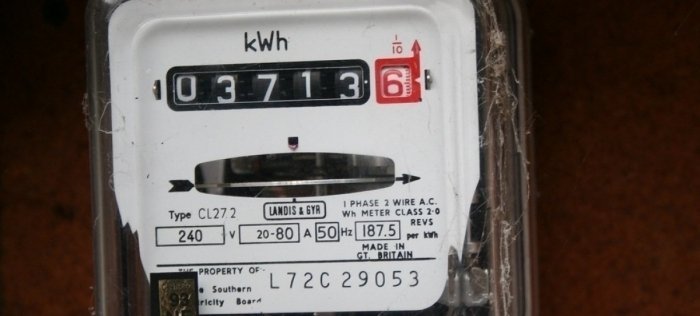 kWh
1/10
03713 6
Type CL27.2 LANDIS & GYR 1 PHASE 2 WIRE A.C.
Wh METER CLASS 2·0
240 V 20-80 A 50 Hz 187.5 REVS per kWh
MADE IN
GT. BRITAIN
PROPERTY OF
Southern L72C 29053